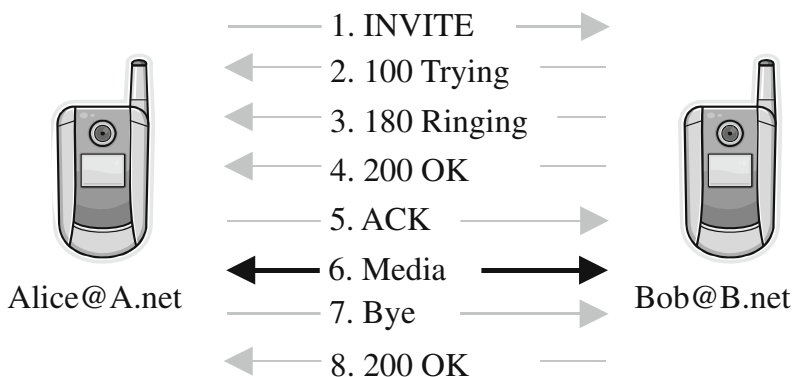 1. INVITE
2. 100 Trying
3. 180 Ringing
4. 200 OK
5. ACK
6. Media
Alice@A.net
Bob@B.net
7. Bye
8. 200 OK